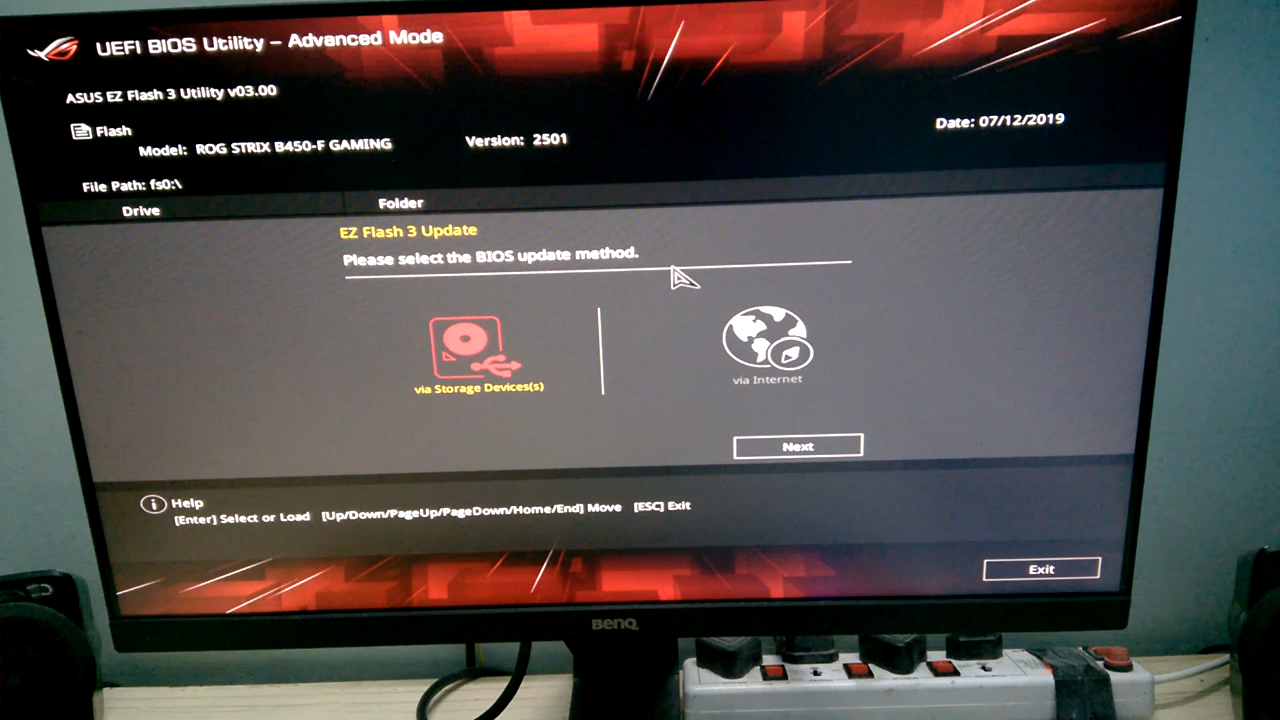 UEFI BIOS Utility – Advanced Mode
ASUS EZ Flash 3 Utility v03.00
Flash
Model: ROG STRIX B450-F GAMING Version: 2501 Date: 07/12/2019
File Path: fs0:\
Drive Folder
EZ Flash 3 Update
Please select the BIOS update method.
via Storage Devices(s) via Internet
Next
Help
[Enter] Select or Load [Up/Down/PageUp/PageDown/Home/End] Move [ESC] Exit
Exit
BenQ